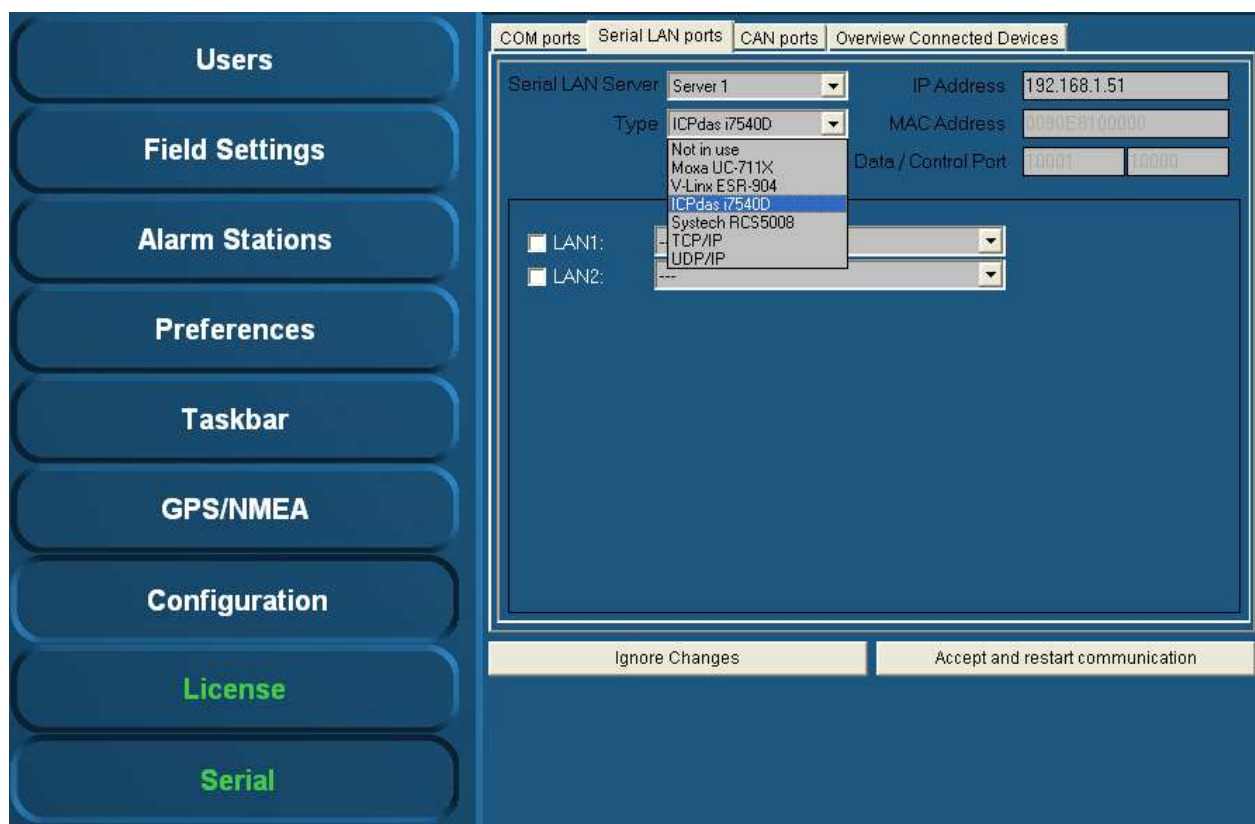 Users
Field Settings
Alarm Stations
Preferences
Taskbar
GPS/NMEA
Configuration
License
Serial
COM ports Serial LAN ports CAN ports Overview Connected Devices
Serial LAN Server Server 1 IP Address 192.168.1.51
Type ICPdas i7540D MAC Address 0090E8100000
Data / Control Port 10001 10000
Not in use
Moxa UC-711X
V-Linx ESR-904
ICPdas i7540D
Systech RCS5008
TCP/IP
UDP/IP
LAN1:
LAN2: ---
Ignore Changes Accept and restart communication